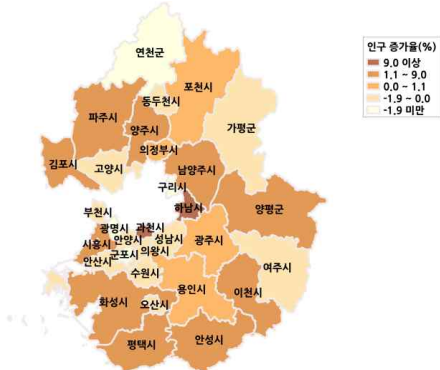 인구 증가율(%)
9.0 이상
1.1 ~ 9.0
0.0 ~ 1.1
-1.9 ~ 0.0
-1.9 미만
연천군
포천시
동두천시
파주시
양주시
가평군
의정부시
김포시
고양시
남양주시
구리시
하남시
양평군
부천시
광명시
과천시
시흥시
안양시
성남시
광주시
안산시
군포시
의왕시
수원시
여주시
용인시
이천시
화성시
오산시
평택시
안성시